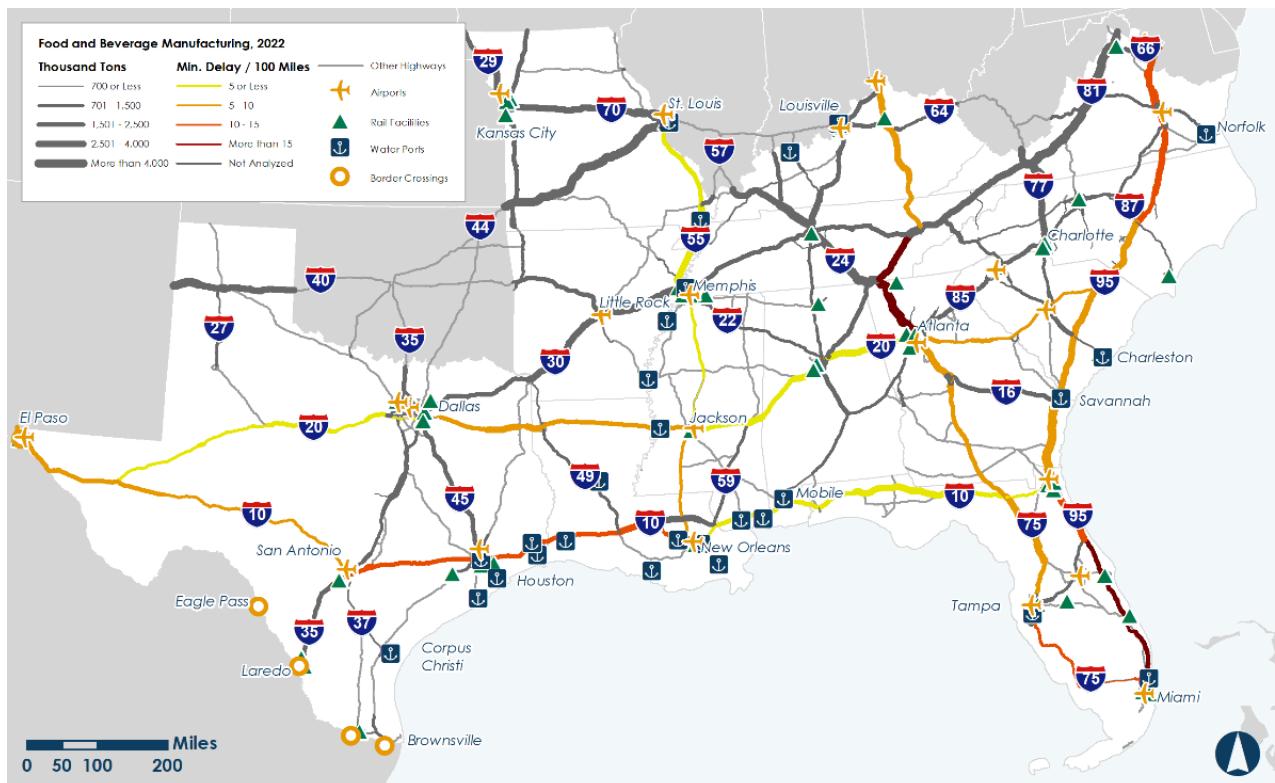 Food and Beverage Manufacturing, 2022
Thousand Tons
700 or Less
701 - 1,500
1,501 - 2,500
2,501 - 4,000
More than 4,000
Min. Delay / 100 Miles
5 or Less
5 - 10
10 - 15
More than 15
Not Analyzed
Other Highways
Airports
Rail Facilities
Water Ports
Border Crossings
29
66
81
70
St. Louis
Louisville
64
Norfolk
Kansas City
57
77
87
44
55
Charlotte
24
40
95
Memphis
Little Rock
85
27
22
Atlanta
35
20
30
Charleston
16
Savannah
Dallas
El Paso
20
Jackson
49
59
45
Mobile
10
10
10
75
95
San Antonio
New Orleans
Houston
Eagle Pass
Tampa
35
37
Corpus
Christi
Laredo
75
Miami
Brownsville
Miles
0 50 100 200